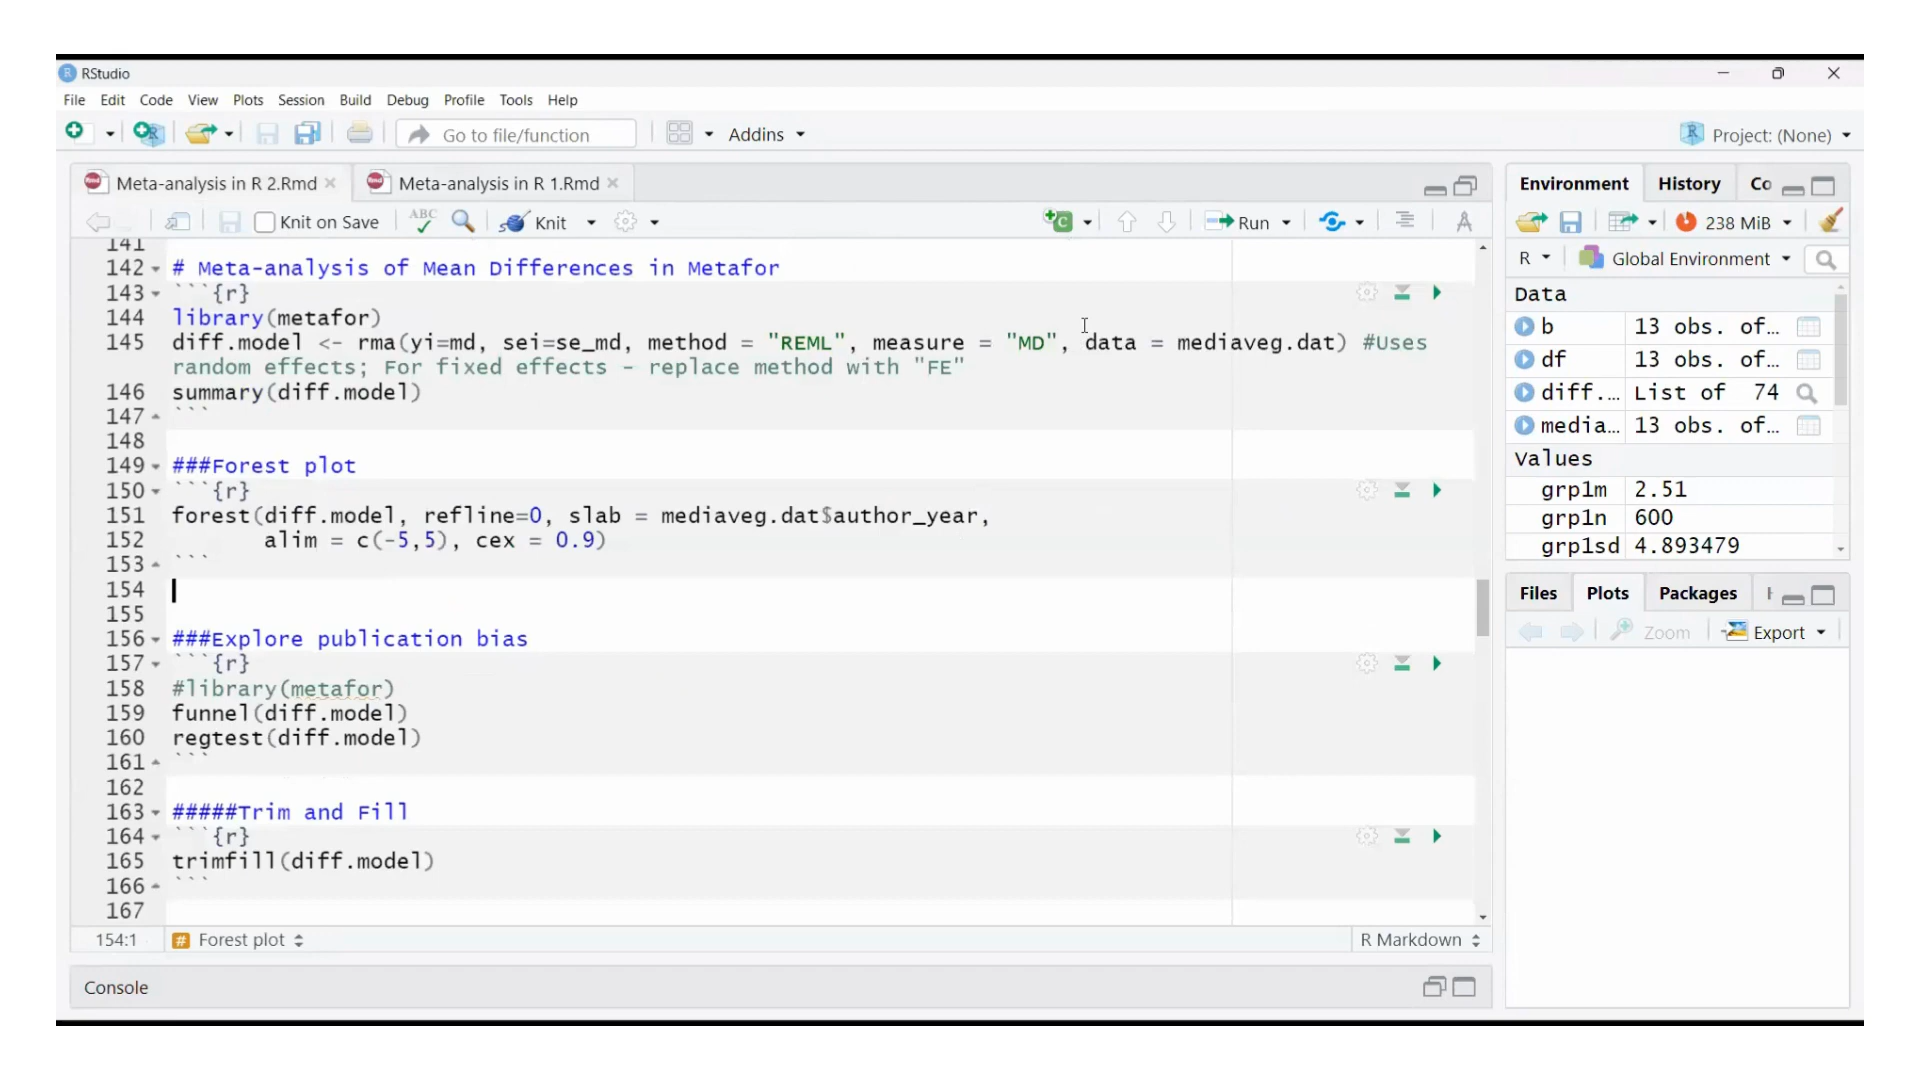 RStudio
File Edit Code View Plots Session Build Debug Profile Tools Help
Go to file/function Addins Project: (None)
Meta-analysis in R 2.Rmd Meta-analysis in R 1.Rmd
Knit on Save ABC Knit Run
141
142 # Meta-analysis of Mean Differences in Metafor
143 ```{r}
144 library(metafor)
145 diff.model <- rma(yi=md, sei=se_md, method = "REML", measure = "MD", data = mediaveg.dat) #Uses
random effects; For fixed effects - replace method with "FE"
146 summary(diff.model)
147 ```
148
149 ###Forest plot
150 ```{r}
151 forest(diff.model, refline=0, slab = mediaveg.dat$author_year,
152 alim = c(-5,5), cex = 0.9)
153 ```
154
155
156 ###Explore publication bias
157 ```{r}
158 #library(metafor)
159 funnel(diff.model)
160 regtest(diff.model)
161 ```
162
163 #####Trim and Fill
164 ```{r}
165 trimfill(diff.model)
166 ```
167
154:1 # Forest plot R Markdown
Console
Environment History Co
238 MiB
R Global Environment
Data
b 13 obs. of…
df 13 obs. of…
diff.… List of 74
media… 13 obs. of…
Values
grp1m 2.51
grp1n 600
grp1sd 4.893479
Files Plots Packages
Zoom Export